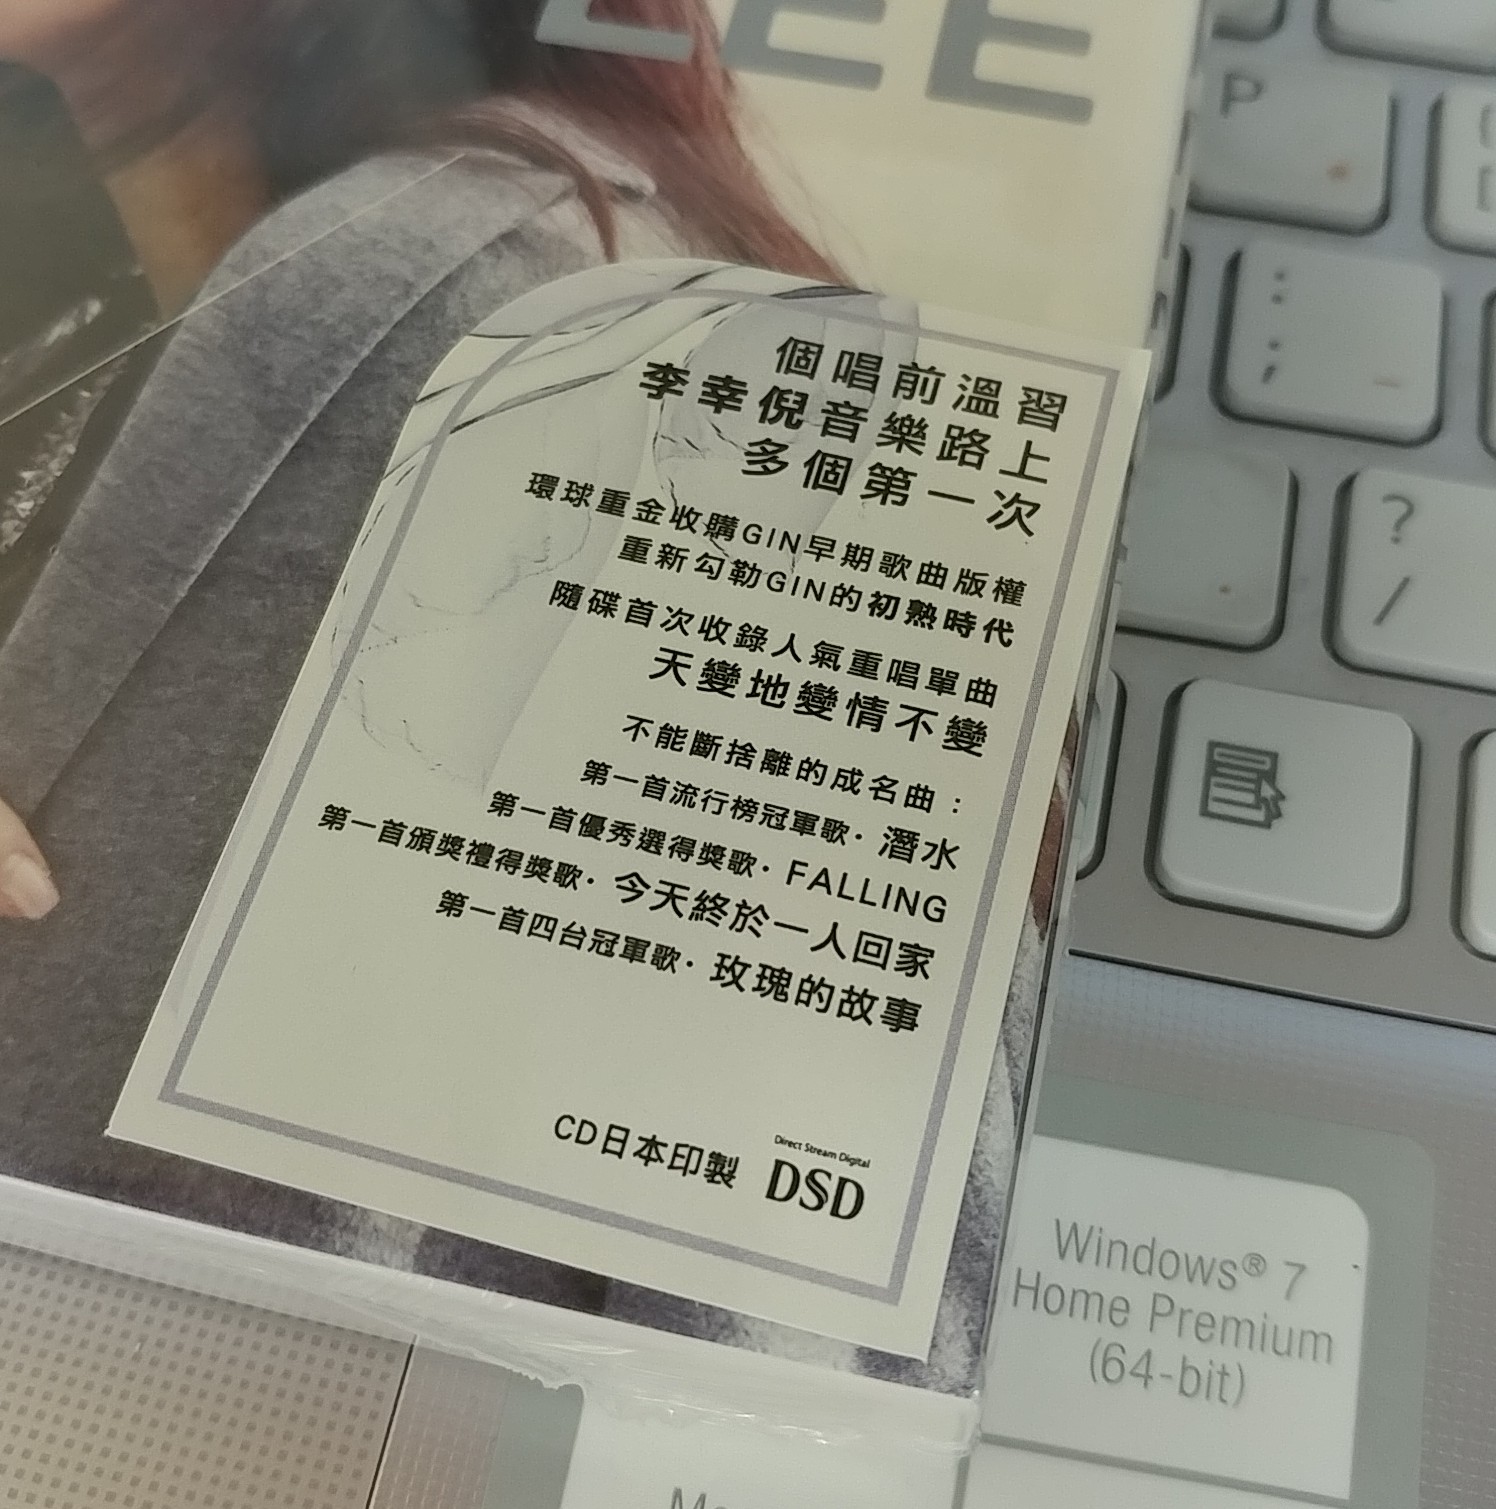 LEE
個唱前溫習
李幸倪音樂路上
多個第一次
環球重金收購GIN早期歌曲版權
重新勾勒GIN的初熟時代
隨碟首次收錄人氣重唱單曲
天變地變情不變
不能斷捨離的成名曲：
第一首流行榜冠軍歌·潛水
第一首優秀選得獎歌·FALLING
第一首頒獎禮得獎歌·今天終於一人回家
第一首四台冠軍歌·玫瑰的故事
CD日本印製
Direct Stream Digital
DSD
P
:
;
?
/
Windows® 7
Home Premium
(64-bit)